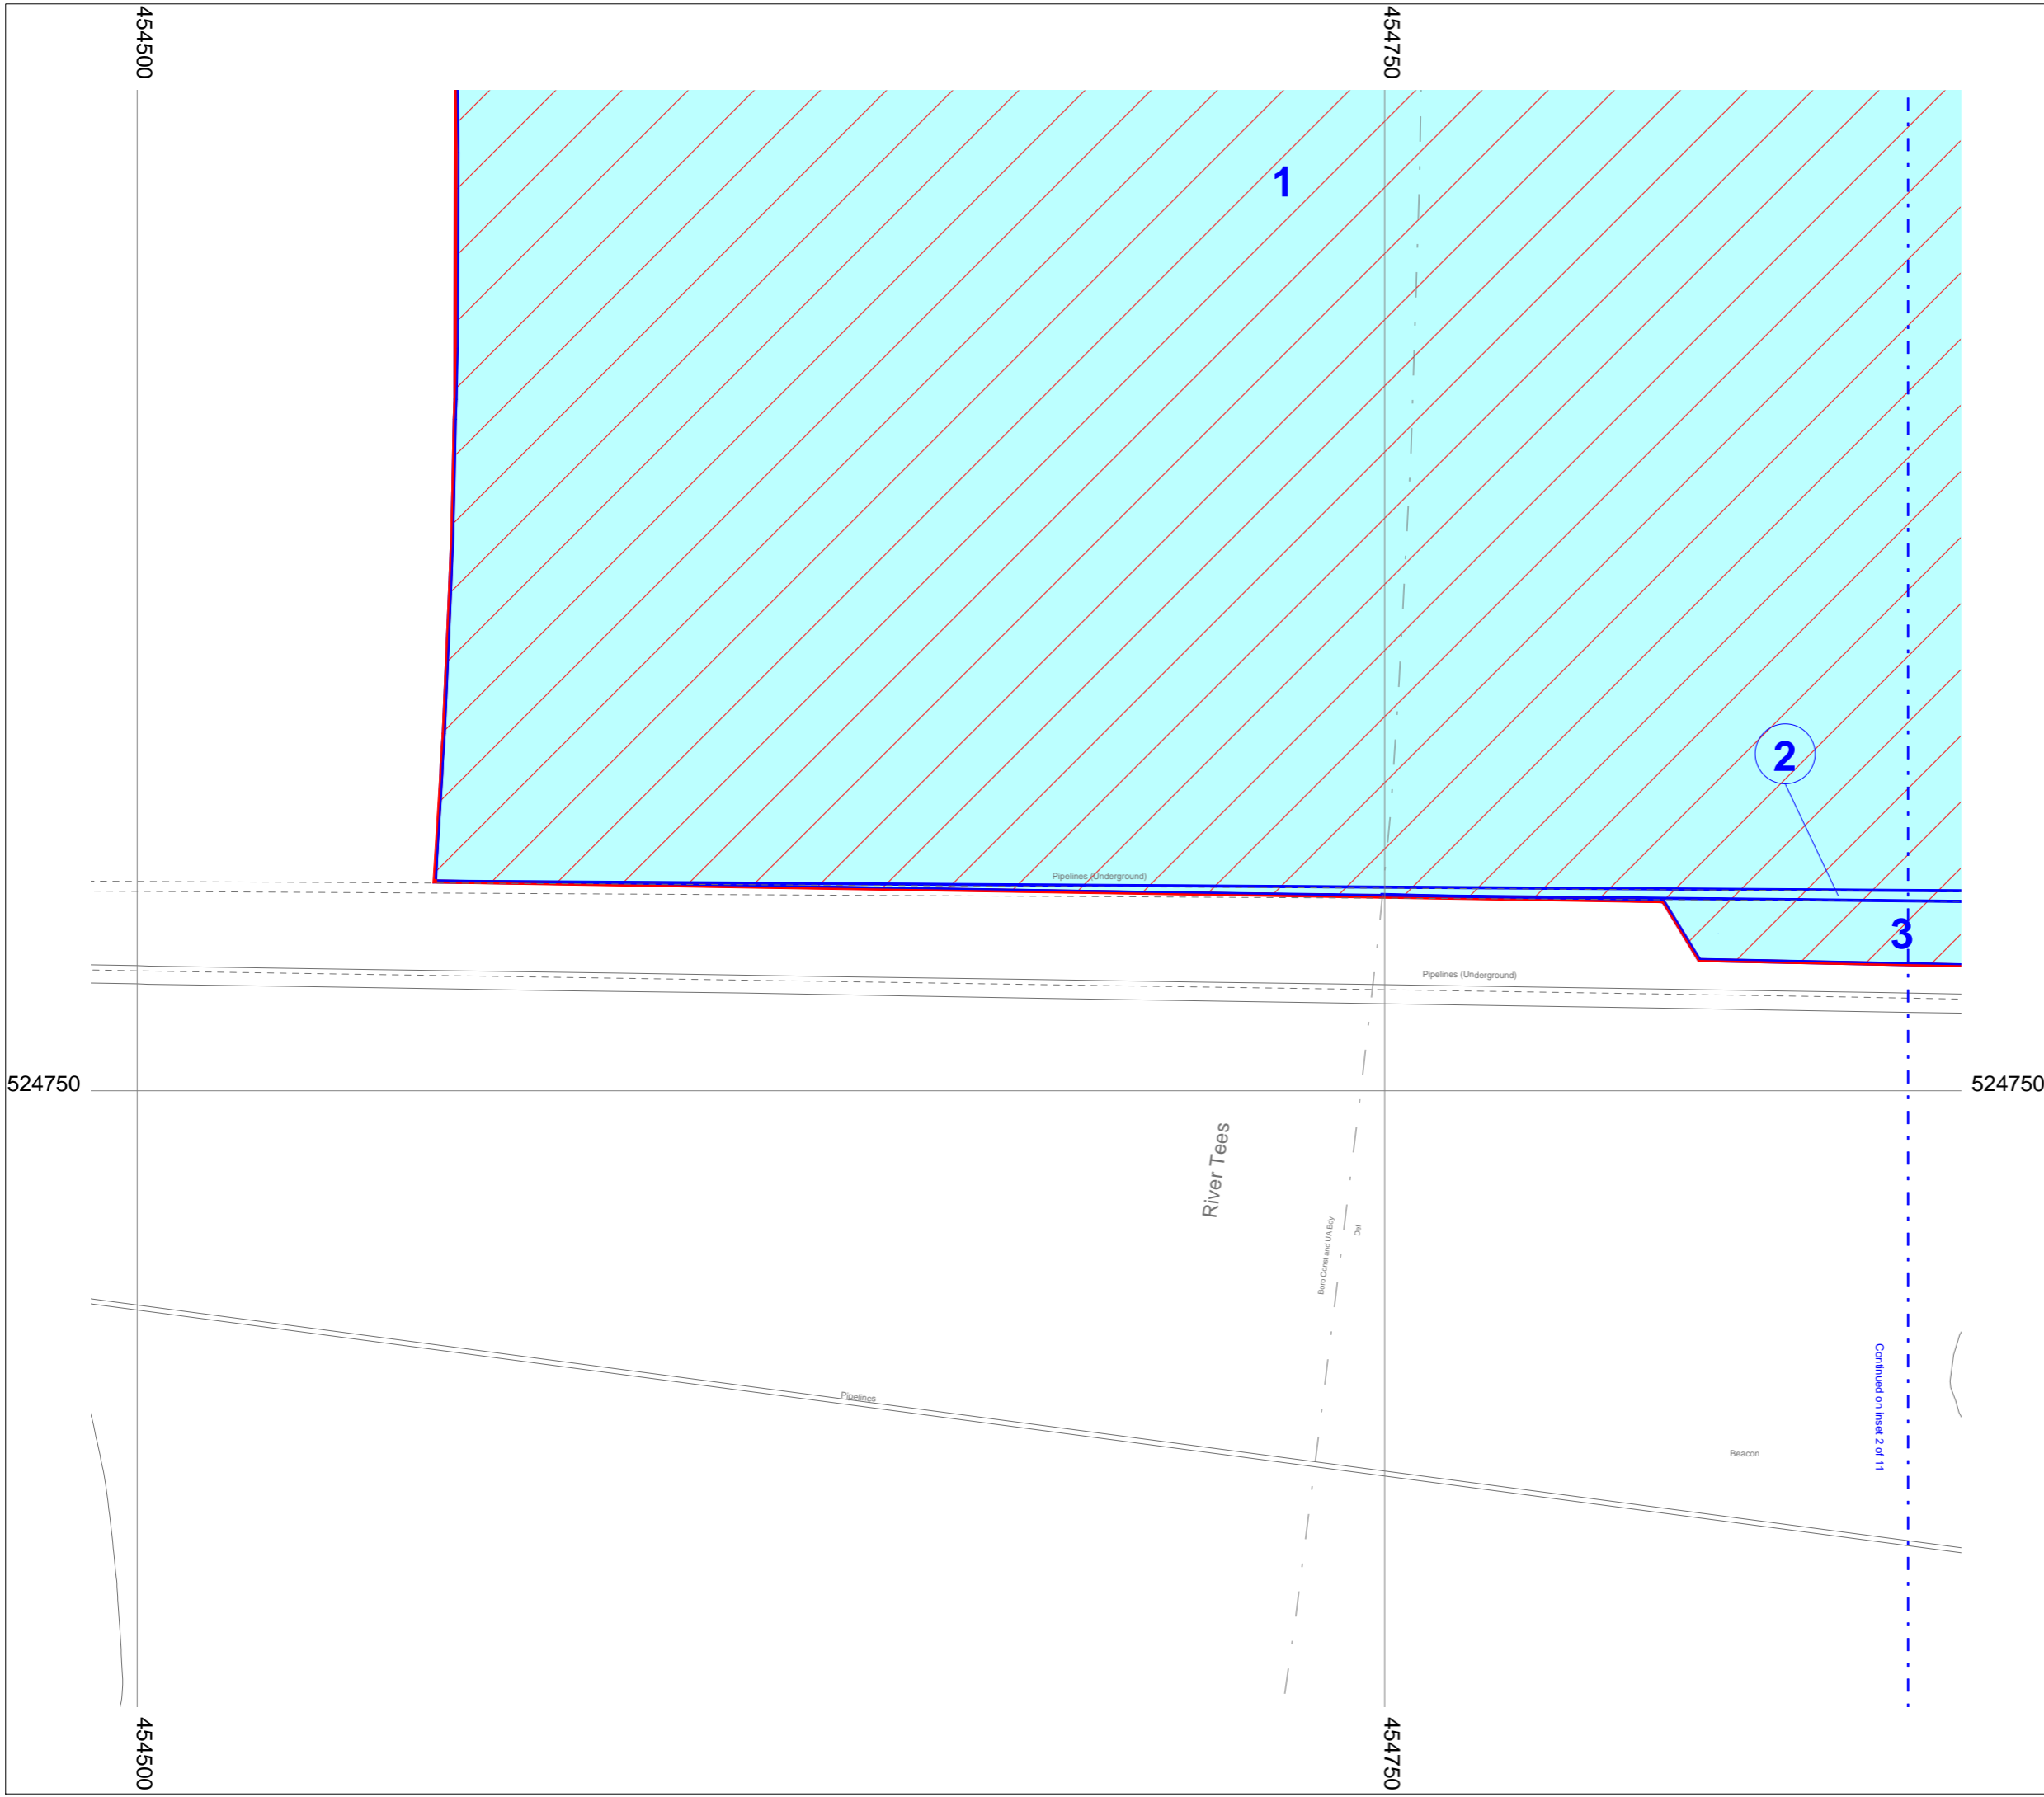 454500
454750
1
2
Pipelines (Underground)
3
Pipelines (Underground)
524750
524750
River Tees
Boro Const and UA Bdy
Def
Continued on inset 2 of 11
Pipelines
Beacon
454500
454750